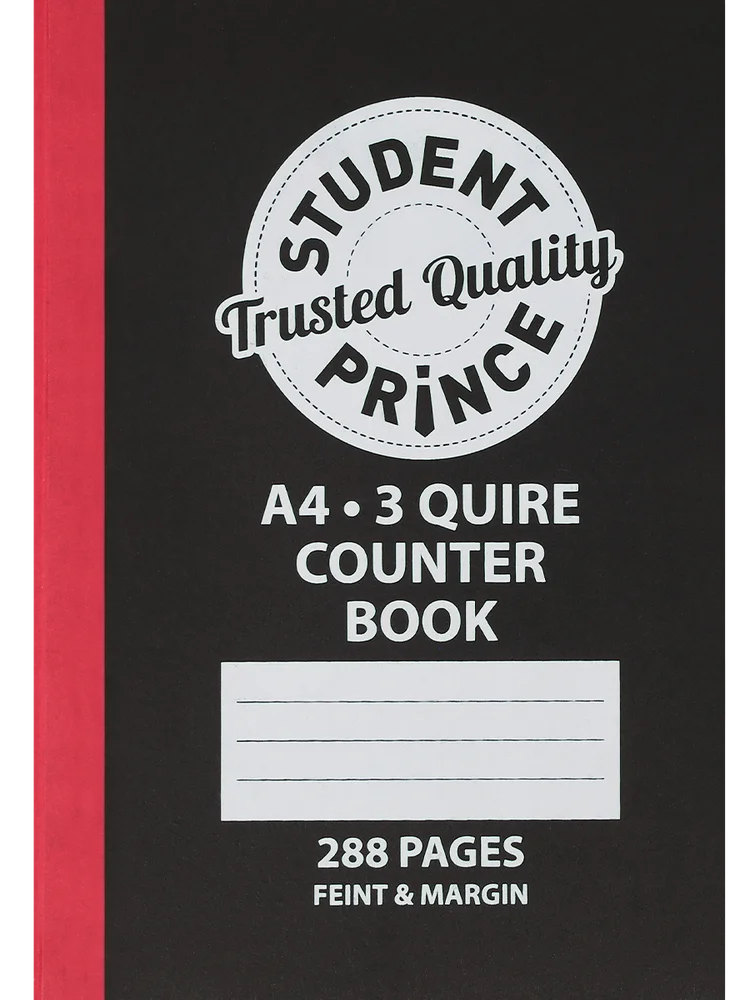 STUDENT
Trusted Quality
PRiNCE
A4 • 3 QUIRE
COUNTER
BOOK
288 PAGES
FEINT & MARGIN